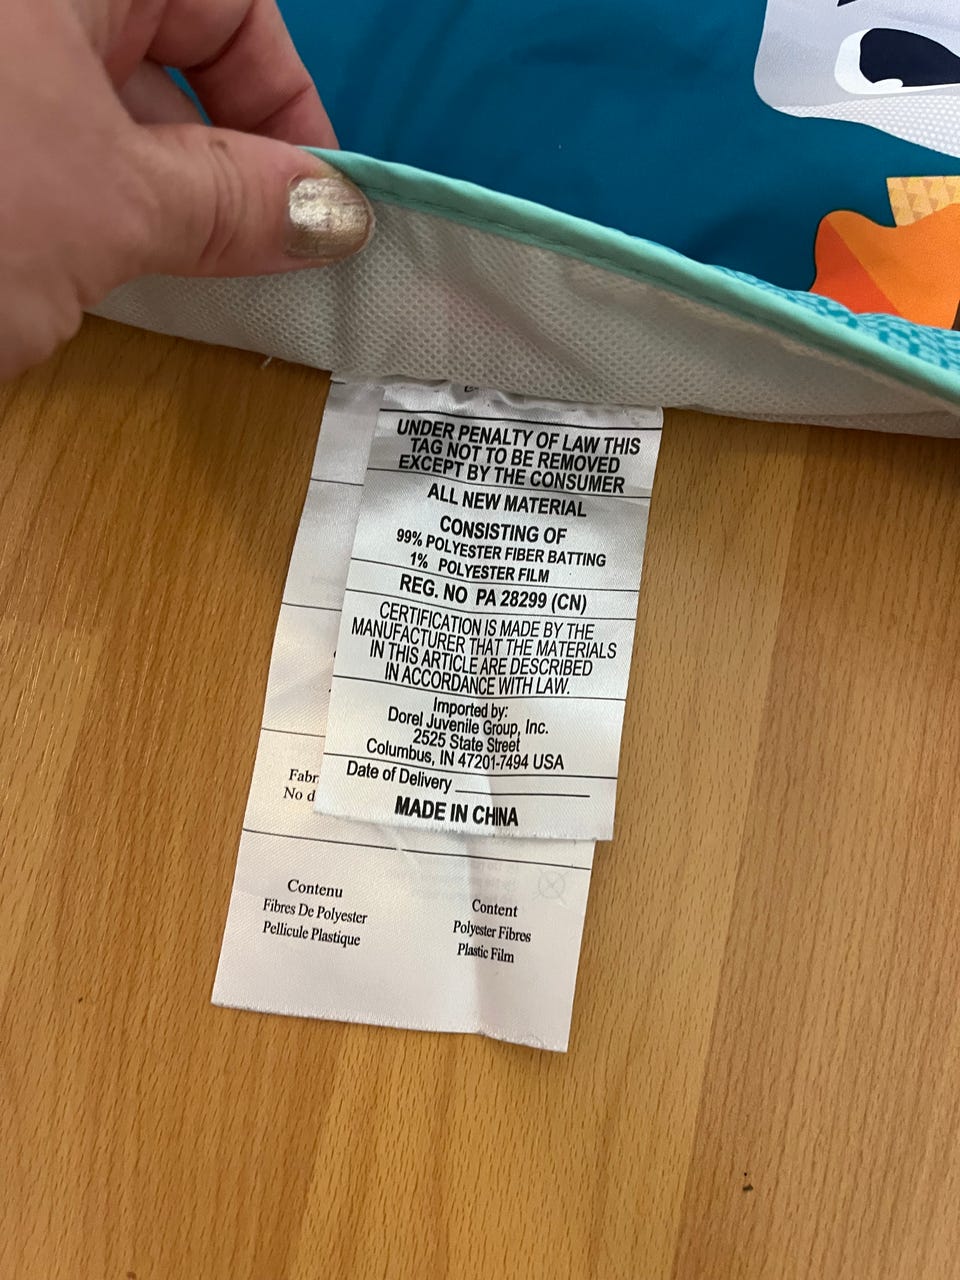 UNDER PENALTY OF LAW THIS
TAG NOT TO BE REMOVED
EXCEPT BY THE CONSUMER
ALL NEW MATERIAL
CONSISTING OF
99% POLYESTER FIBER BATTING
1% POLYESTER FILM
REG. NO PA 28299 (CN)
CERTIFICATION IS MADE BY THE
MANUFACTURER THAT THE MATERIALS
IN THIS ARTICLE ARE DESCRIBED
IN ACCORDANCE WITH LAW.
Imported by:
Dorel Juvenile Group, Inc.
2525 State Street
Columbus, IN 47201-7494 USA
Date of Delivery
MADE IN CHINA
Fabr
No d
Contenu
Fibres De Polyester
Pellicule Plastique
Content
Polyester Fibres
Plastic Film